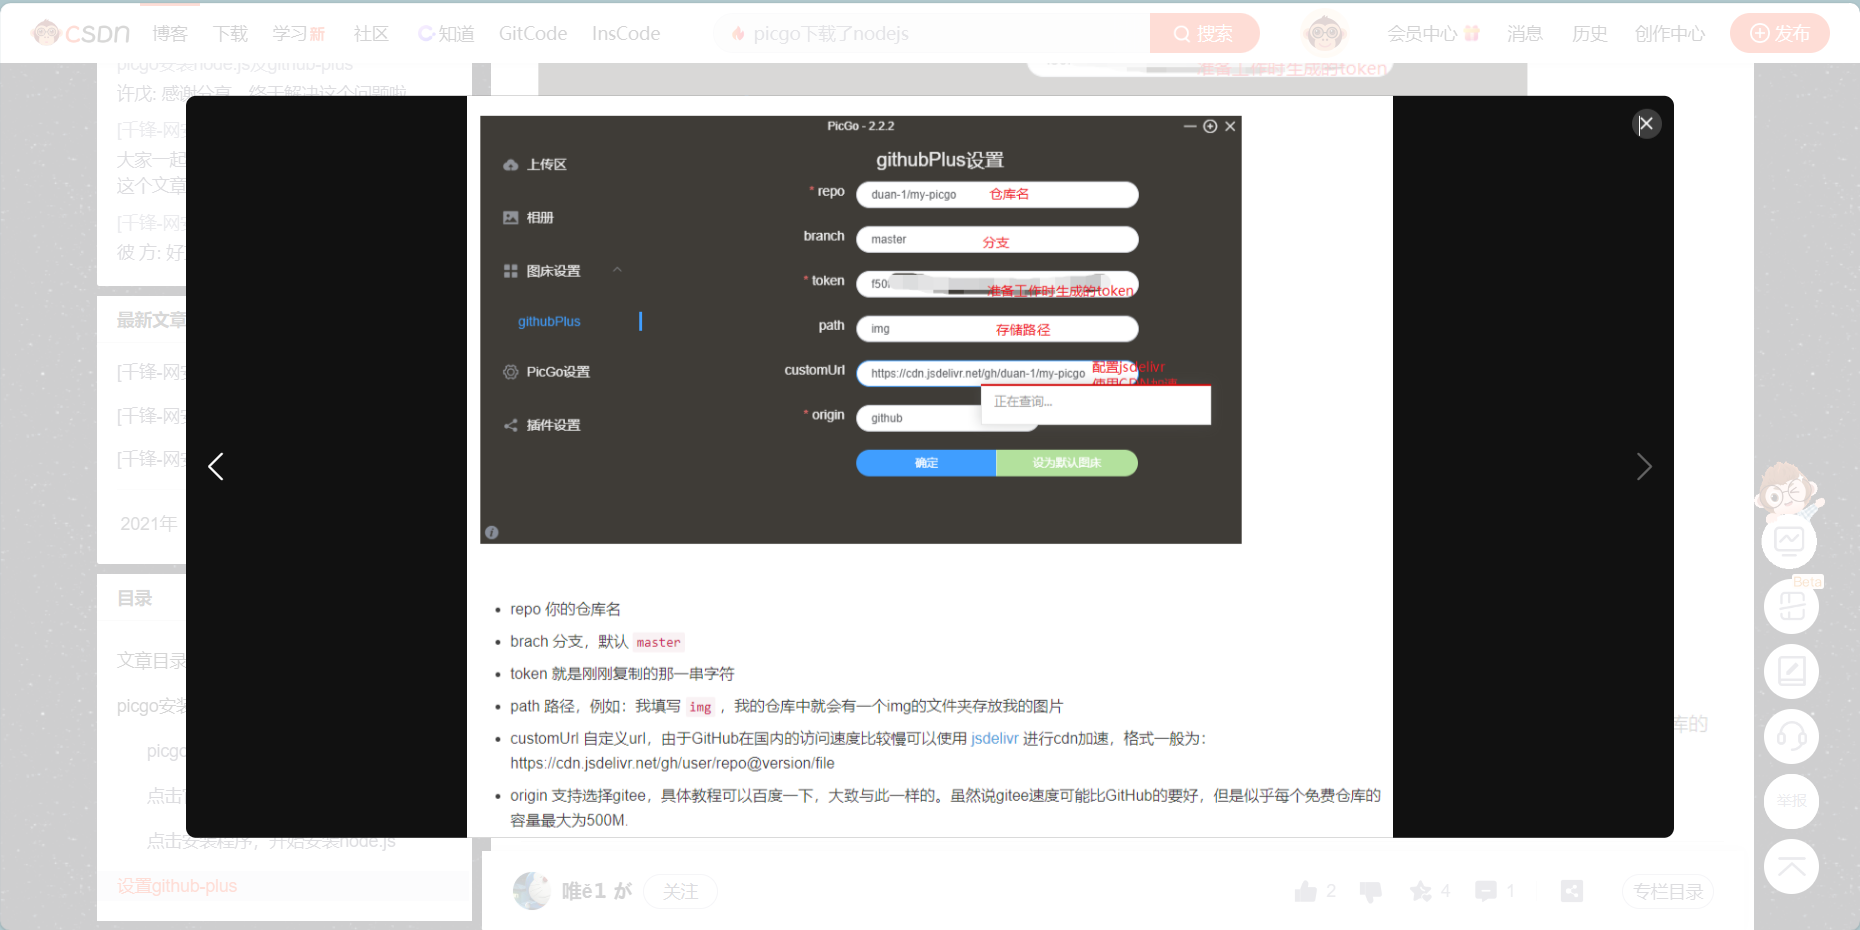 CSDN 博客 下载 学习新 社区 知道 GitCode InsCode picgo下载了nodejs 搜索 会员中心 消息 历史 创作中心 发布
picgo安装node.js及github-plus
准备工作时生成的token
许戊: 感谢分享，终于解决这个问题啦
[千锋-网安
大家一起
这个文章
[千锋-网安
彼 方: 好
最新文章
[千锋-网安
[千锋-网安
[千锋-网安
2021年
目录
文章目录
picgo安装
picgo
点击
点击安装程序，开始安装node.js
设置github-plus
PicGo - 2.2.2
githubPlus设置
上传区
相册
图床设置
githubPlus
PicGo设置
插件设置
* repo duan-1/my-picgo 仓库名
branch master 分支
* token f50 准备工作时生成的token
path img 存储路径
customUrl https://cdn.jsdelivr.net/gh/duan-1/my-picgo 配置jsdelivr
使用CDN加速
正在查询...
* origin github
确定 设为默认图床
• repo 你的仓库名
• brach 分支，默认 master
• token 就是刚刚复制的那一串字符
• path 路径，例如：我填写 img ，我的仓库中就会有一个img的文件夹存放我的图片
• customUrl 自定义url，由于GitHub在国内的访问速度比较慢可以使用 jsdelivr 进行cdn加速，格式一般为：
https://cdn.jsdelivr.net/gh/user/repo@version/file
• origin 支持选择gitee，具体教程可以百度一下，大致与此一样的。虽然说gitee速度可能比GitHub的要好，但是似乎每个免费仓库的
容量最大为500M.
Beta
库的
举报
唯ē1 が 关注 2 4 1 专栏目录